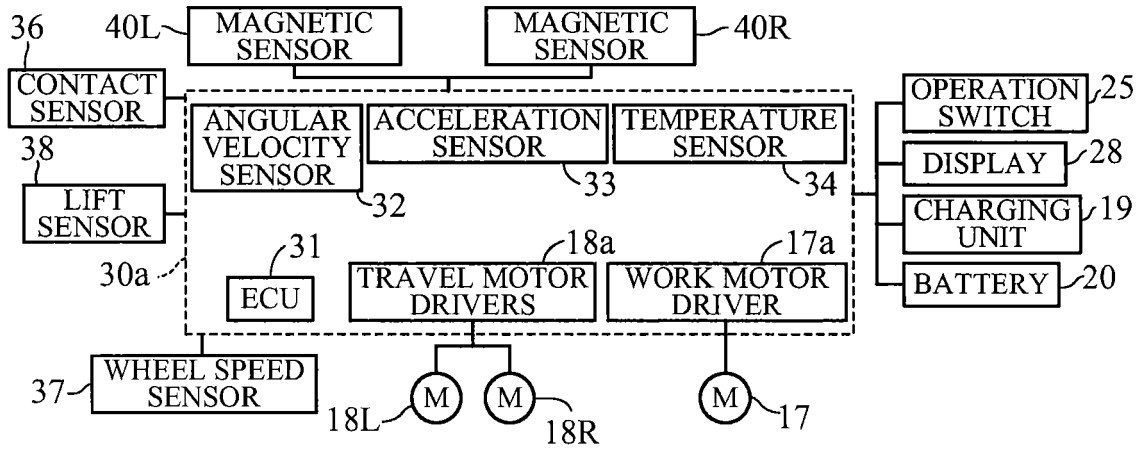 36
40L
MAGNETIC
SENSOR
MAGNETIC
SENSOR
40R
CONTACT
SENSOR
ANGULAR
VELOCITY
SENSOR
32
ACCELERATION
SENSOR
33
TEMPERATURE
SENSOR
34
OPERATION
SWITCH
25
DISPLAY
28
CHARGING
UNIT
19
BATTERY
20
38
LIFT
SENSOR
30a
31
ECU
18a
TRAVEL MOTOR
DRIVERS
17a
WORK MOTOR
DRIVER
37
WHEEL SPEED
SENSOR
M
18L
M
18R
M
17